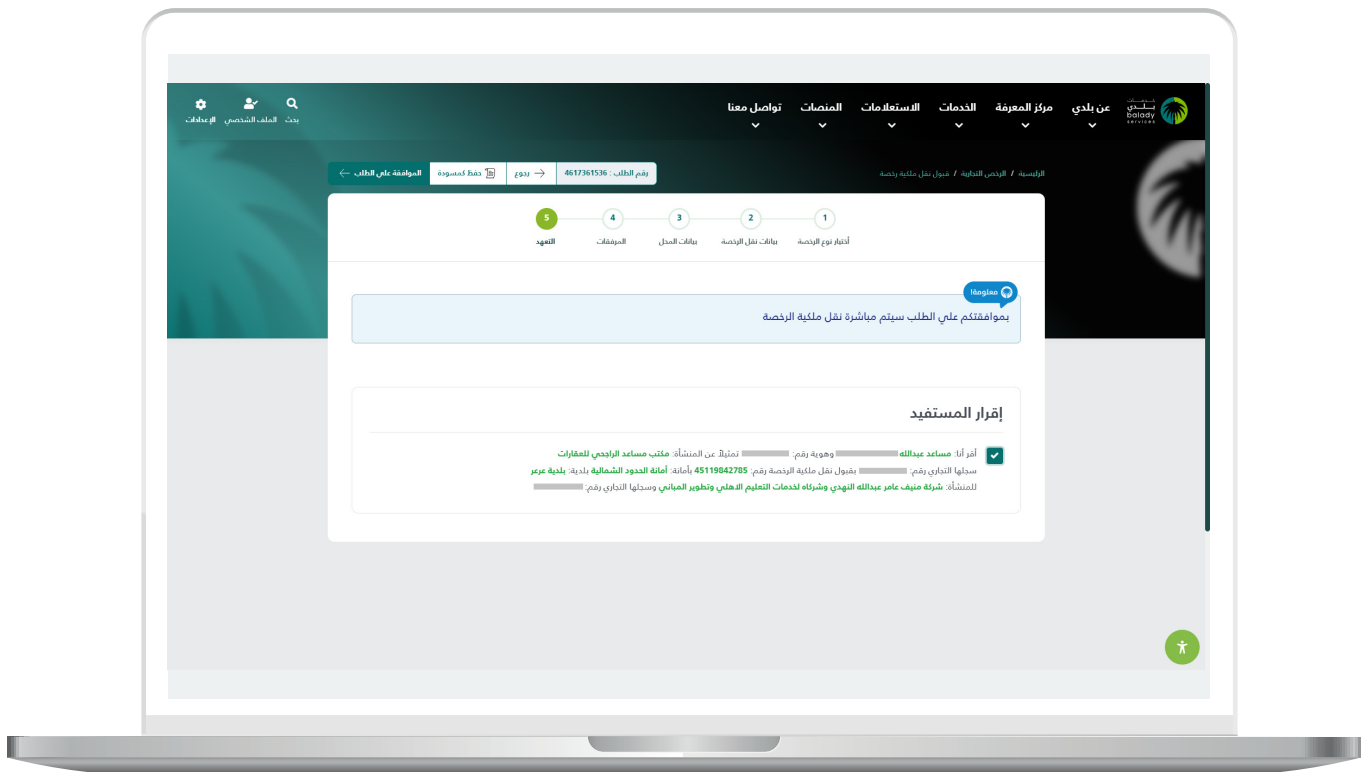 خدمات
بلدي
balady
services
عن بلدي
مركز المعرفة
الخدمات
الاستعلامات
المنصات
تواصل معنا
بحث
الملف الشخصي
الإعدادات
الرئيسية / الرخص التجارية / قبول نقل ملكية رخصة
رقم الطلب : 4617361536
رجوع
حفظ كمسودة
الموافقة علي الطلب
1
2
3
4
5
أختيار نوع الرخصة
بيانات نقل الرخصة
بيانات المحل
المرفقات
التعهد
معلومة!
بموافقتكم علي الطلب سيتم مباشرة نقل ملكية الرخصة
إقرار المستفيد
أقر أنا: مساعد عبدالله وهوية رقم: تمثيلاً عن المنشأة: مكتب مساعد الراجحي للعقارات
سجلها التجاري رقم: بقبول نقل ملكية الرخصة رقم: 45119842785 بأمانة: أمانة الحدود الشمالية بلدية: بلدية عرعر
للمنشأة: شركة منيف عامر عبدالله النهدي وشركاه لخدمات التعليم الاهلي وتطوير المباني وسجلها التجاري رقم: